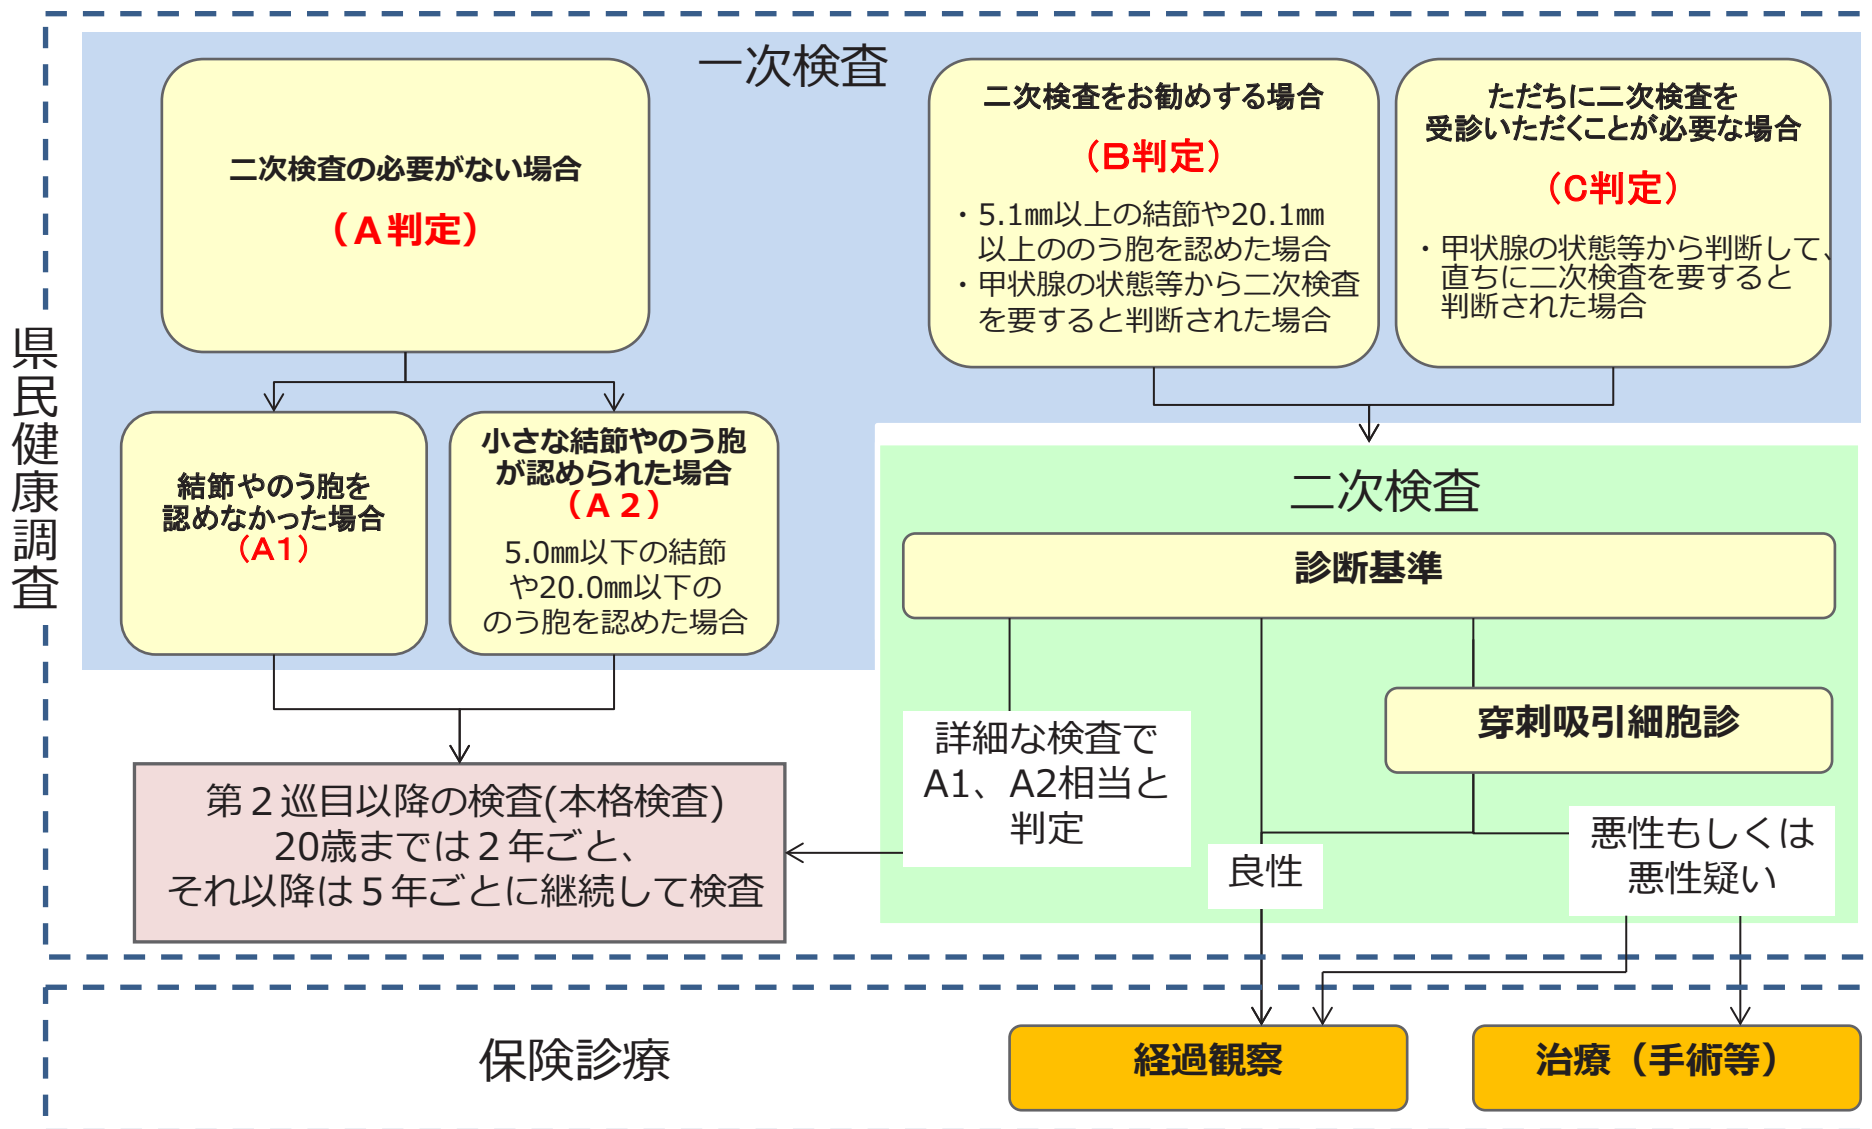 県民健康調査
一次検査
二次検査の必要がない場合
（Ａ判定）
二次検査をお勧めする場合
（Ｂ判定）
・5.1㎜以上の結節や20.1㎜
以上ののう胞を認めた場合
・甲状腺の状態等から二次検査
を要すると判断された場合
ただちに二次検査を
受診いただくことが必要な場合
（Ｃ判定）
・甲状腺の状態等から判断して、
直ちに二次検査を要すると
判断された場合
結節やのう胞を
認めなかった場合
（A1）
小さな結節やのう胞
が認められた場合
（Ａ２）
5.0㎜以下の結節
や20.0㎜以下の
のう胞を認めた場合
二次検査
診断基準
穿刺吸引細胞診
詳細な検査で
A1、A2相当と
判定
良性
悪性もしくは
悪性疑い
第２巡目以降の検査(本格検査)
20歳までは２年ごと、
それ以降は５年ごとに継続して検査
保険診療
経過観察
治療（手術等）